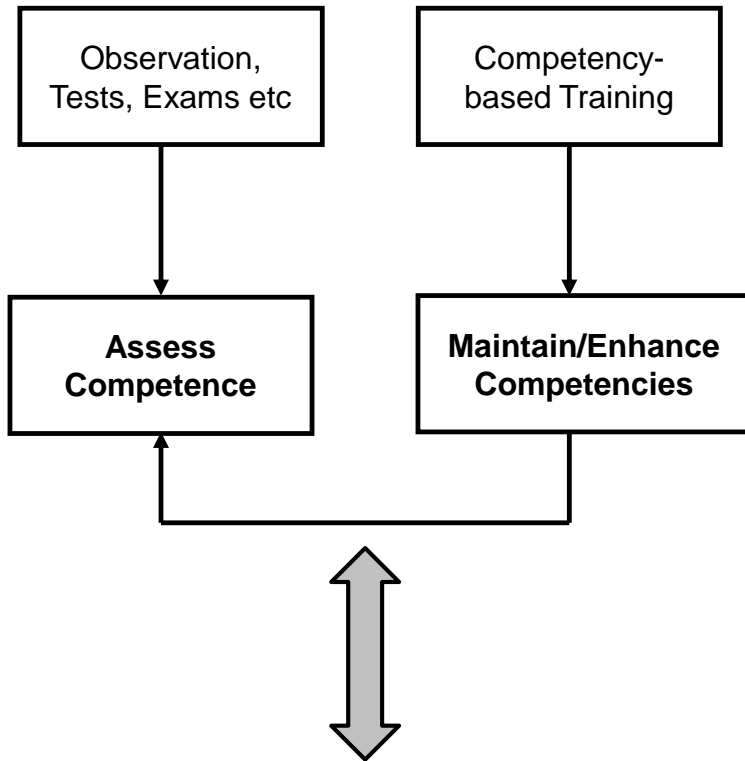 Observation,
Tests, Exams etc
Competency-
based Training
Assess
Competence
Maintain/Enhance
Competencies